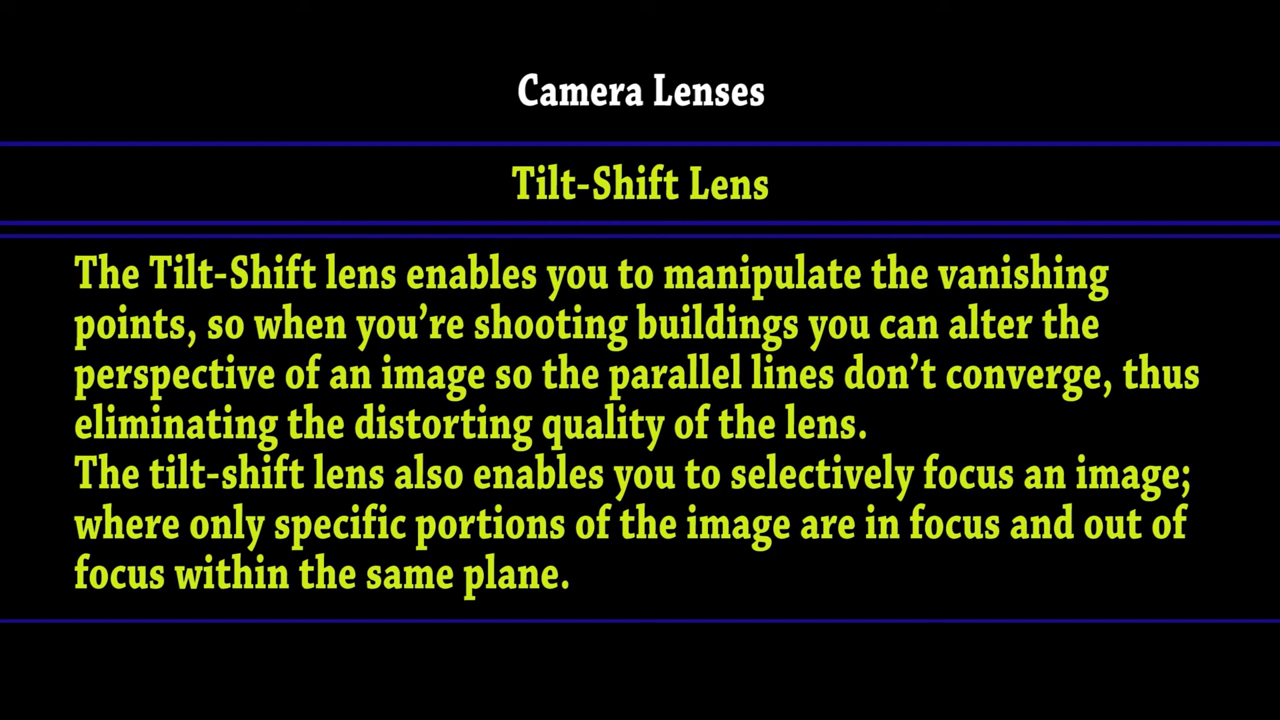 Camera Lenses
Tilt-Shift Lens
The Tilt-Shift lens enables you to manipulate the vanishing
points, so when you’re shooting buildings you can alter the
perspective of an image so the parallel lines don’t converge, thus
eliminating the distorting quality of the lens.
The tilt-shift lens also enables you to selectively focus an image;
where only specific portions of the image are in focus and out of
focus within the same plane.